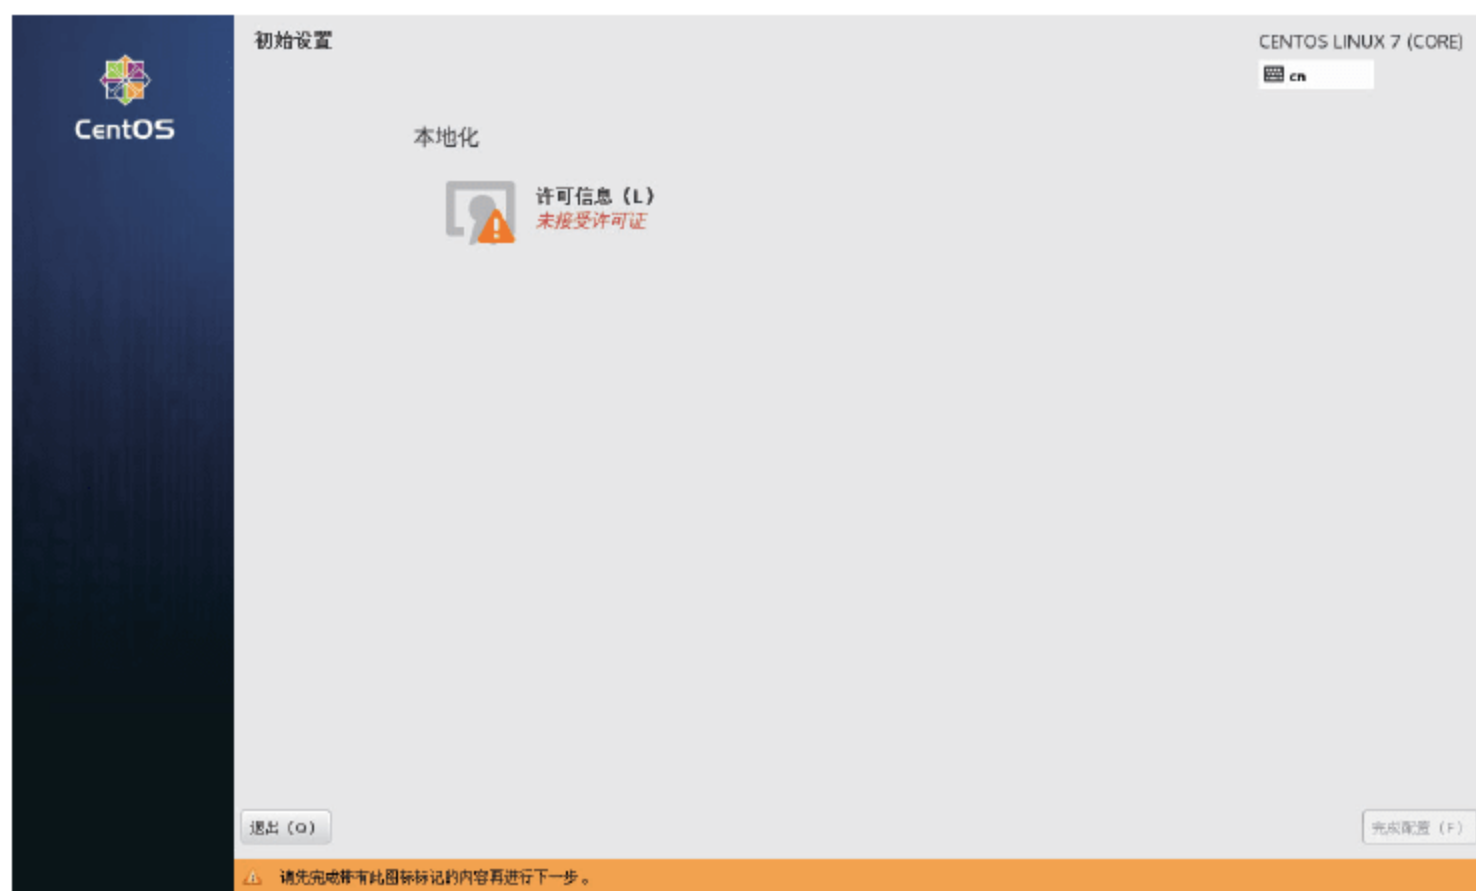 初始设置
CENTOS LINUX 7 (CORE)
cn
CentOS
本地化
许可信息（L）
未接受许可证
退出（Q）
完成配置（F）
请先完成带有此图标标记的内容再进行下一步。